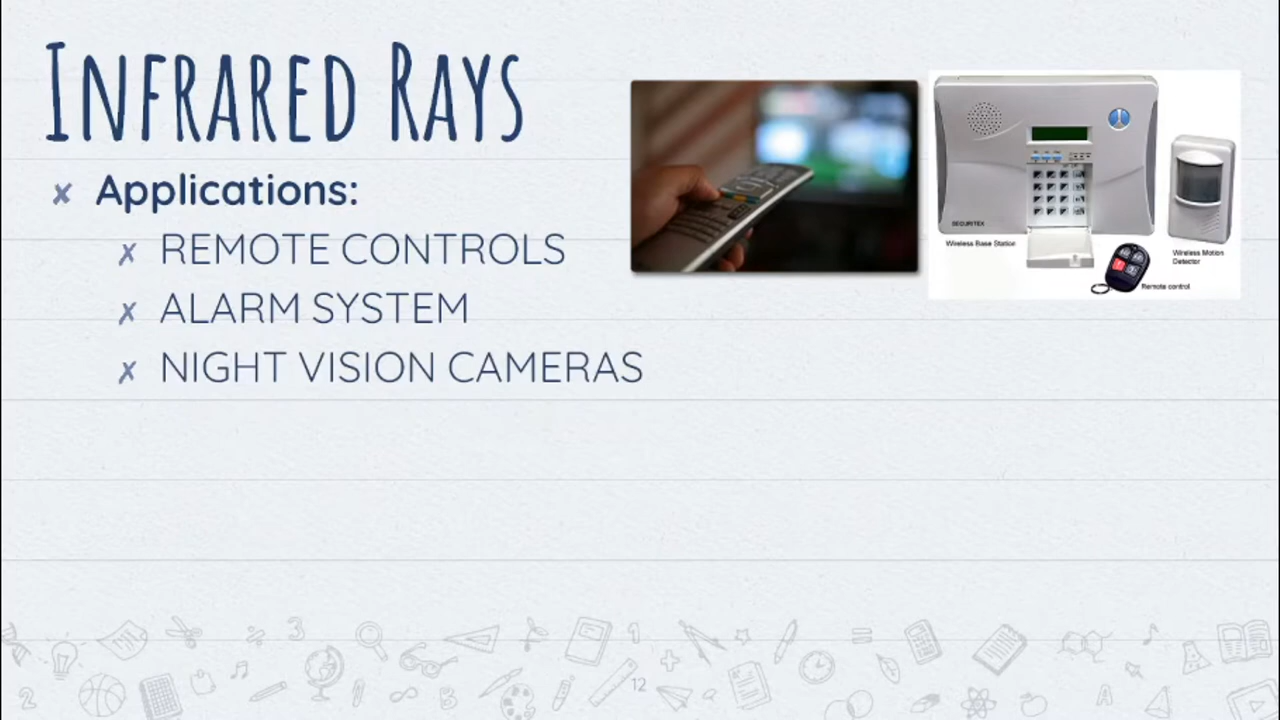 INFRARED RAYS
✗ Applications:
✗ REMOTE CONTROLS
✗ ALARM SYSTEM
✗ NIGHT VISION CAMERAS
SECURITEX
Wireless Base Station
Wireless Motion
Detector
Remote control
12